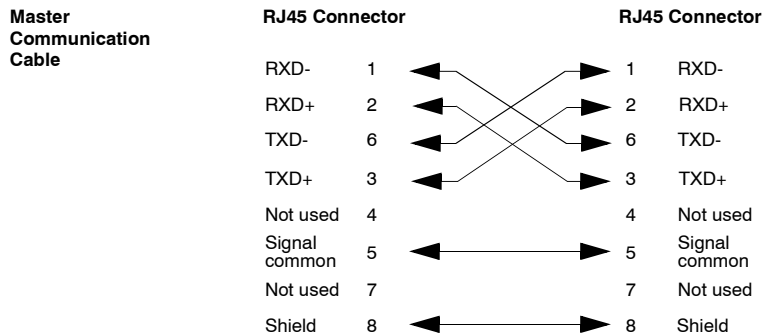 Master
Communication
Cable
RJ45 Connector RJ45 Connector
RXD- 1 1 RXD-
RXD+ 2 2 RXD+
TXD- 6 6 TXD-
TXD+ 3 3 TXD+
Not used 4 4 Not used
Signal
common 5 5 Signal
common
Not used 7 7 Not used
Shield 8 8 Shield